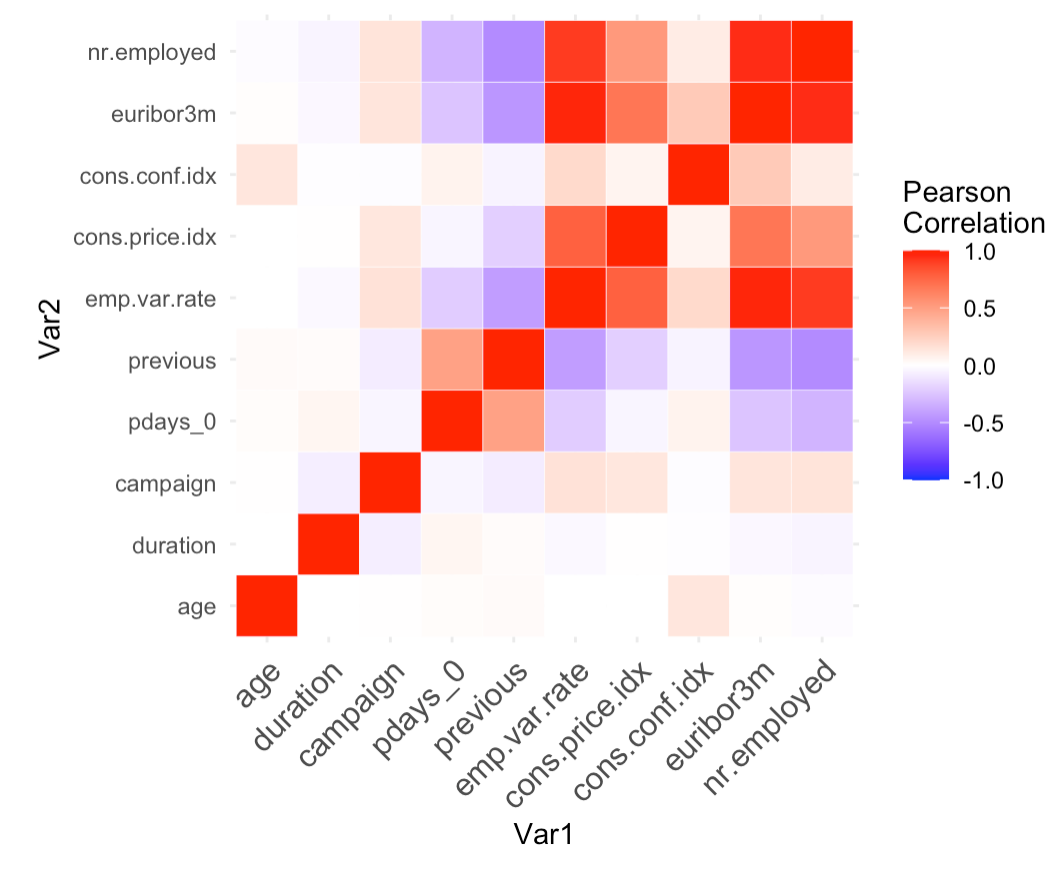 nr.employed
euribor3m
cons.conf.idx
cons.price.idx
emp.var.rate
previous
pdays_0
campaign
duration
age
Var2
age
duration
campaign
pdays_0
previous
emp.var.rate
cons.price.idx
cons.conf.idx
euribor3m
nr.employed
Var1
Pearson
Correlation
1.0
0.5
0.0
-0.5
-1.0